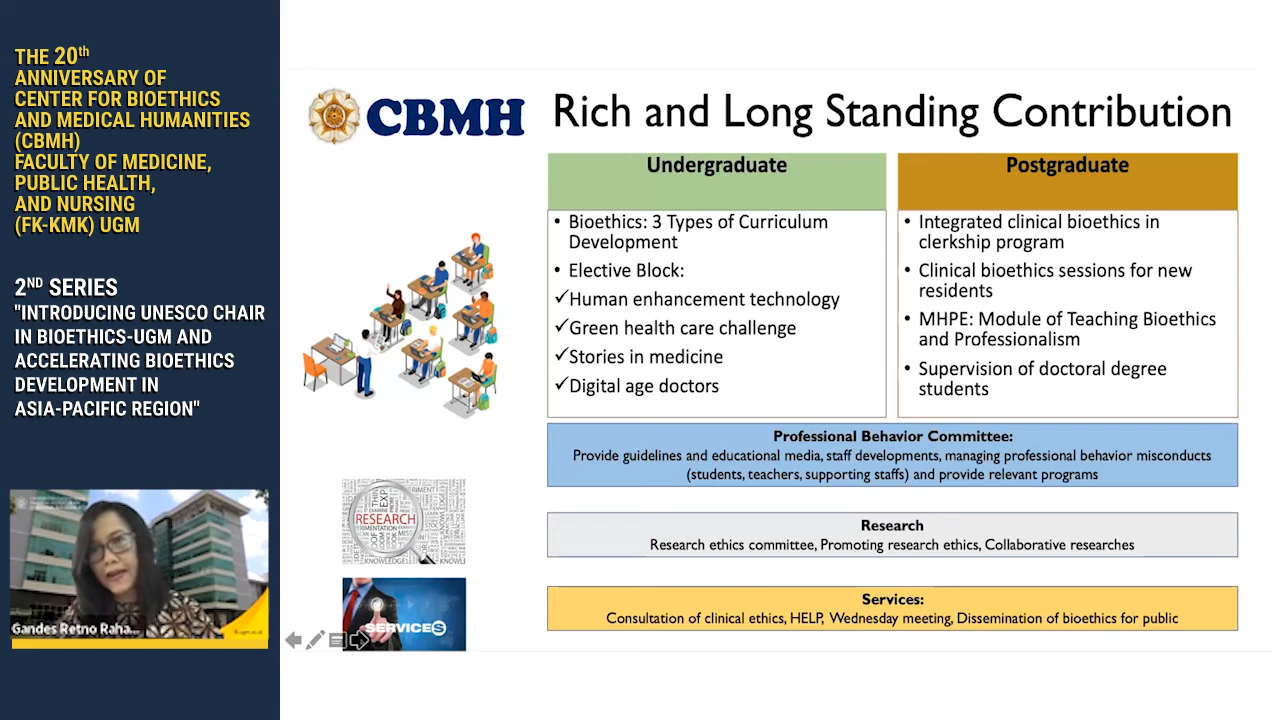 THE 20th
ANNIVERSARY OF
CENTER FOR BIOETHICS
AND MEDICAL HUMANITIES
(CBMH)
FACULTY OF MEDICINE,
PUBLIC HEALTH,
AND NURSING
(FK-KMK) UGM
2ND SERIES
"INTRODUCING UNESCO CHAIR
IN BIOETHICS-UGM AND
ACCELERATING BIOETHICS
DEVELOPMENT IN
ASIA-PACIFIC REGION"
Gandes Retno Raha...
CBMH
Rich and Long Standing Contribution
Undergraduate
• Bioethics: 3 Types of Curriculum
Development
• Elective Block:
✓Human enhancement technology
✓Green health care challenge
✓Stories in medicine
✓Digital age doctors
Postgraduate
• Integrated clinical bioethics in
clerkship program
• Clinical bioethics sessions for new
residents
• MHPE: Module of Teaching Bioethics
and Professionalism
• Supervision of doctoral degree
students
Professional Behavior Committee:
Provide guidelines and educational media, staff developments, managing professional behavior misconducts
(students, teachers, supporting staffs) and provide relevant programs
RESEARCH
Research
Research ethics committee, Promoting research ethics, Collaborative researches
SERVICES
Services:
Consultation of clinical ethics, HELP, Wednesday meeting, Dissemination of bioethics for public